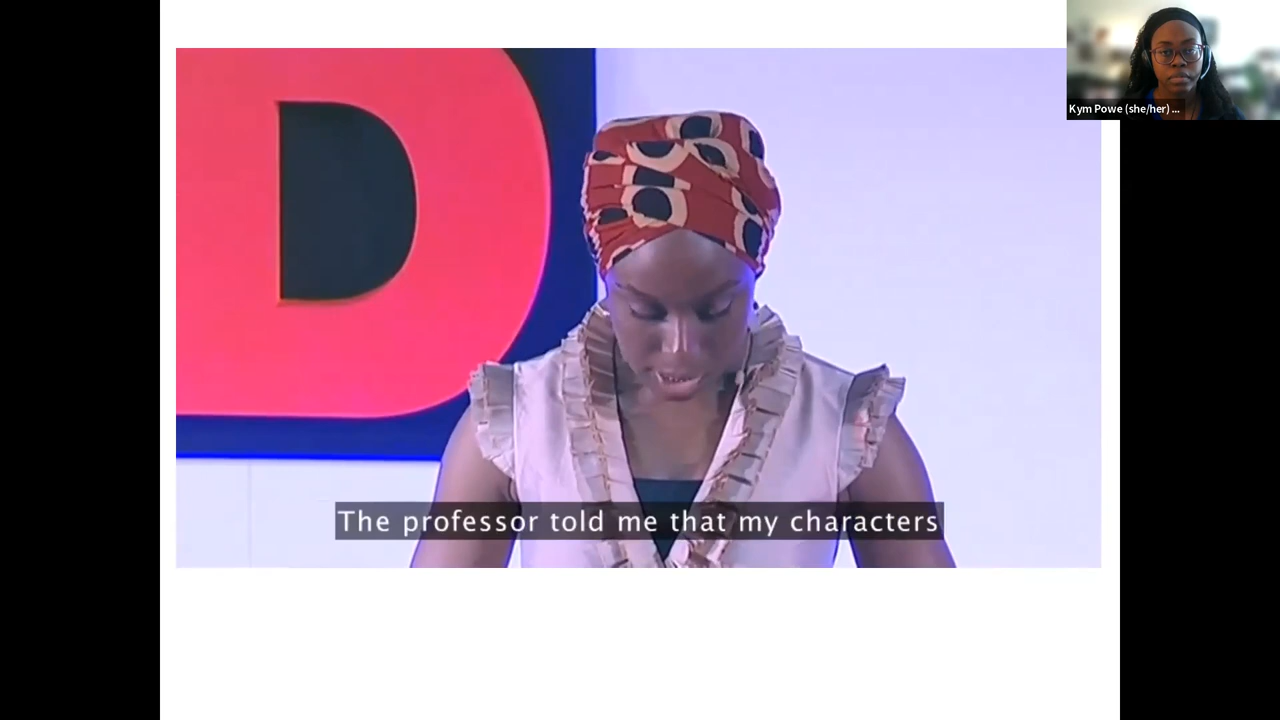 D
Kym Powe (she/her) ...
The professor told me that my characters